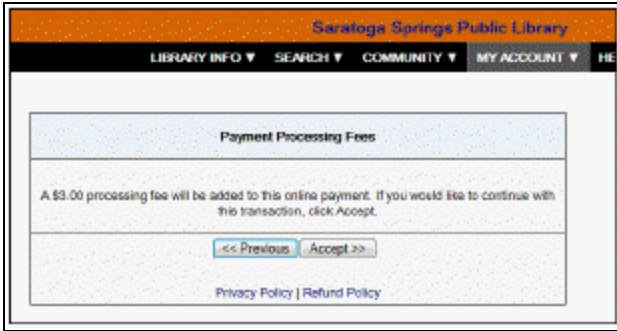 Saratoga Springs Public Library
LIBRARY INFO ▼ SEARCH ▼ COMMUNITY ▼ MY ACCOUNT ▼ HE
Payment Processing Fees
A $3.00 processing fee will be added to this online payment. If you would like to continue with
this transaction, click Accept.
<< Previous Accept >>
Privacy Policy | Refund Policy